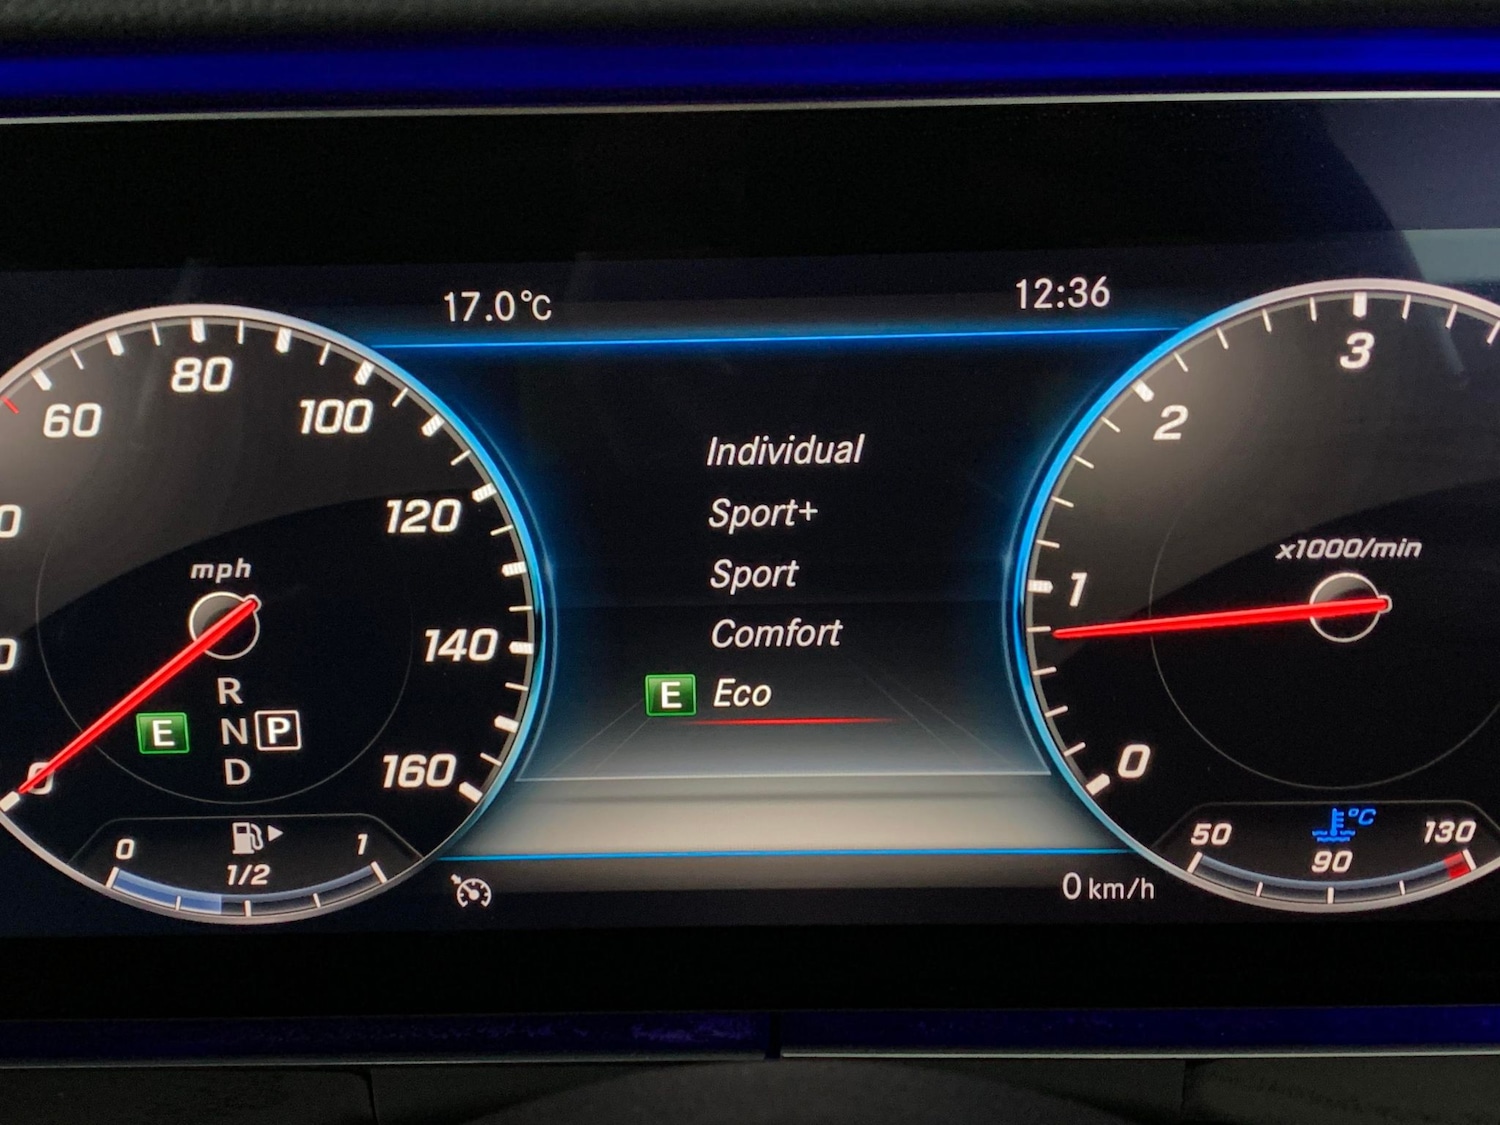 17.0°C
12:36
60
80
100
120
140
160
0
mph
R
E
N
P
D
0
1/2
1
Individual
Sport+
Sport
Comfort
E Eco
3
2
1
0
x1000/min
50
°C
90
130
0 km/h